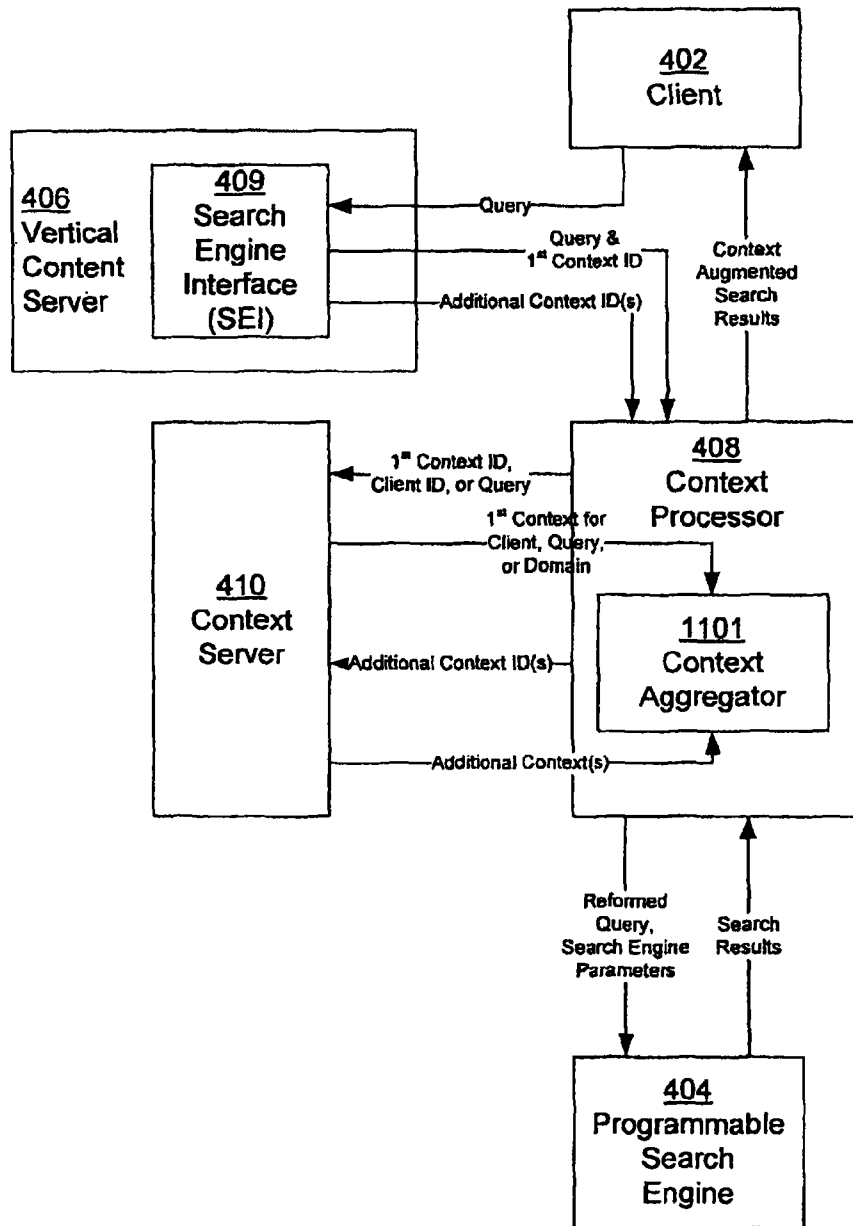 402
Client
409
Search
Engine
Interface
(SEI)
406
Vertical
Content
Server
Query
Query &
1st Context ID
Additional Context ID(s)
Context
Augmented
Search
Results
410
Context
Server
1st Context ID,
Client ID, or Query
1st Context for
Client, Query,
or Domain
Additional Context ID(s)
Additional Context(s)
408
Context
Processor
1101
Context
Aggregator
Reformed
Query,
Search Engine
Parameters
Search
Results
404
Programmable
Search
Engine